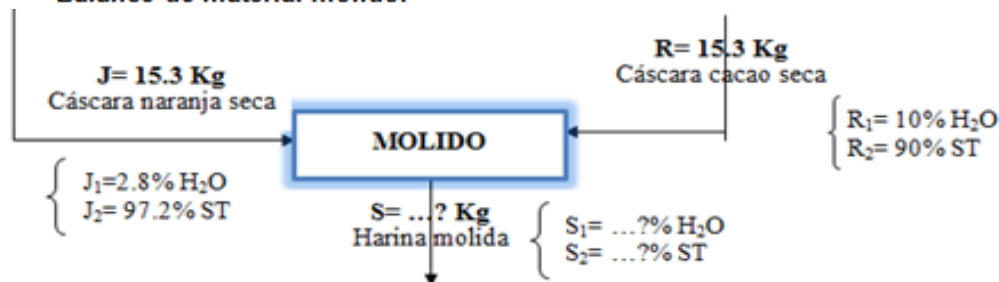 Balance de material molido.
J= 15.3 Kg
Cáscara naranja seca
R= 15.3 Kg
Cáscara cacao seca
MOLIDO
R₁= 10% H₂O
R₂= 90% ST
J₁=2.8% H₂O
J₂= 97.2% ST
S= …? Kg
Harina molida
S₁= …?% H₂O
S₂= …?% ST